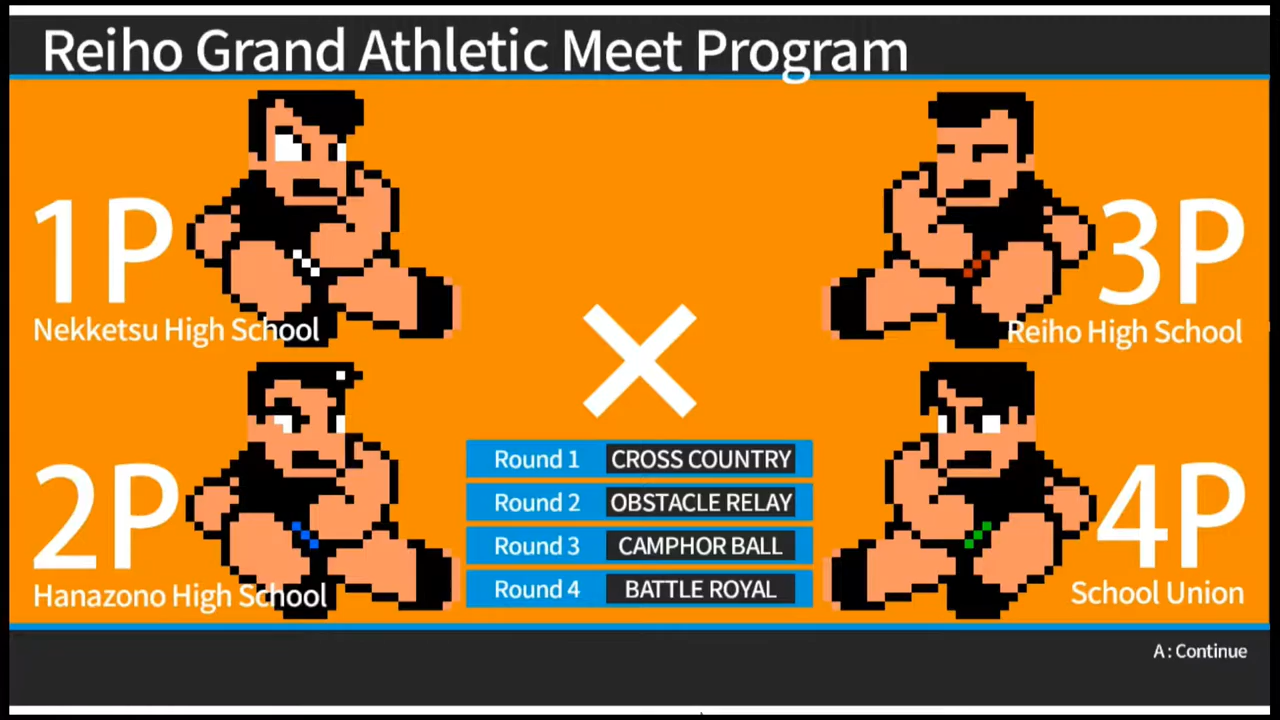 Reiho Grand Athletic Meet Program
1P
Nekketsu High School
3P
Reiho High School
2P
Hanazono High School
Round 1 CROSS COUNTRY
Round 2 OBSTACLE RELAY
Round 3 CAMPHOR BALL
Round 4 BATTLE ROYAL
4P
School Union
A : Continue